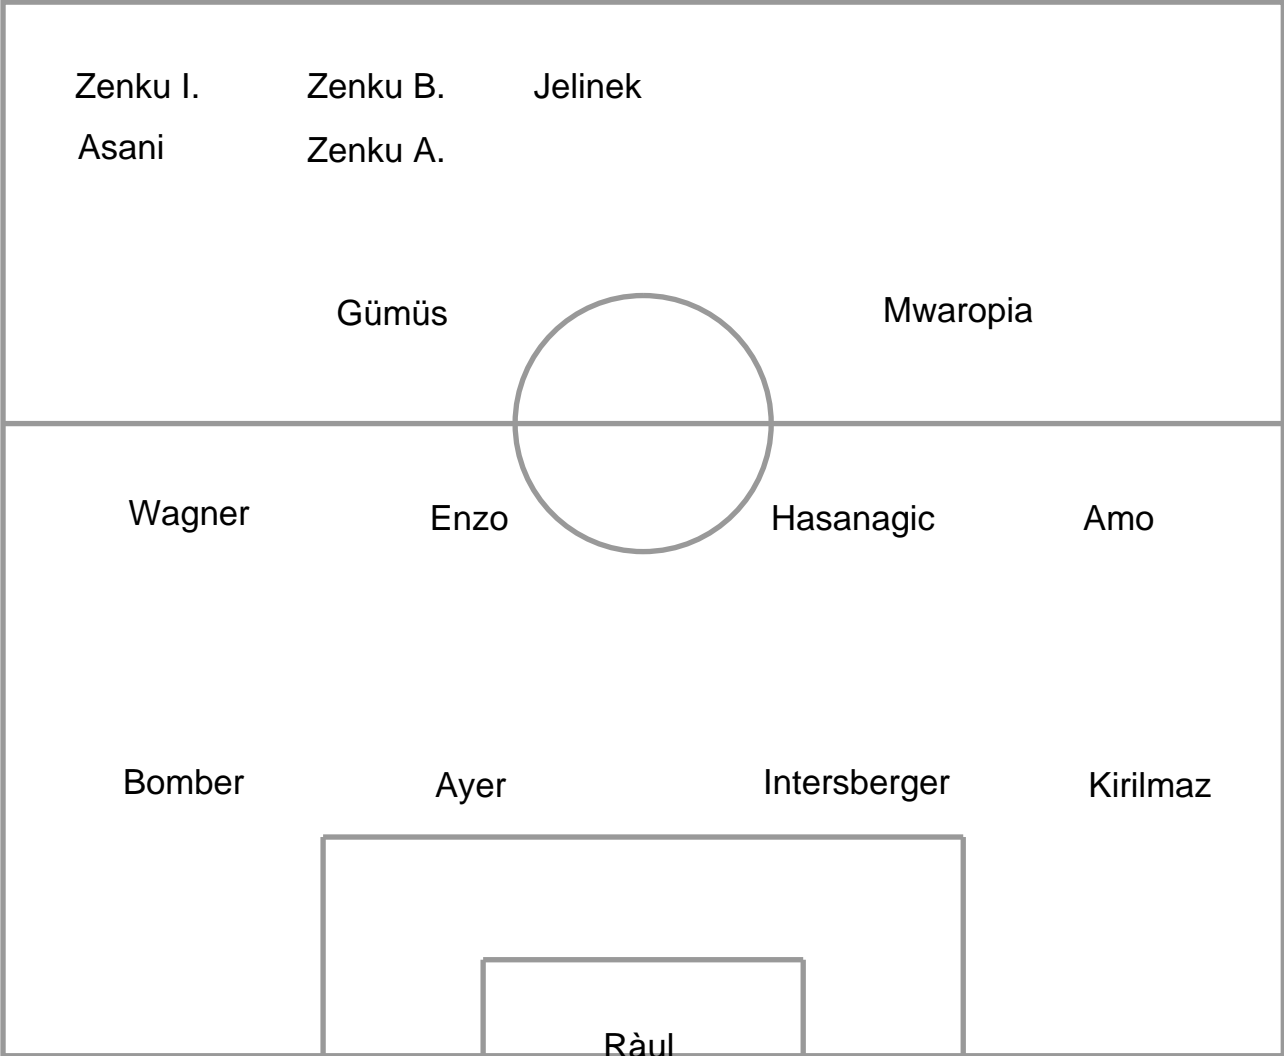 Zenku I. Zenku B. Jelinek
Asani Zenku A.
Gümüs Mwaropia
Wagner Enzo Hasanagic Amo
Bomber Ayer Intersberger Kirilmaz
Ràul